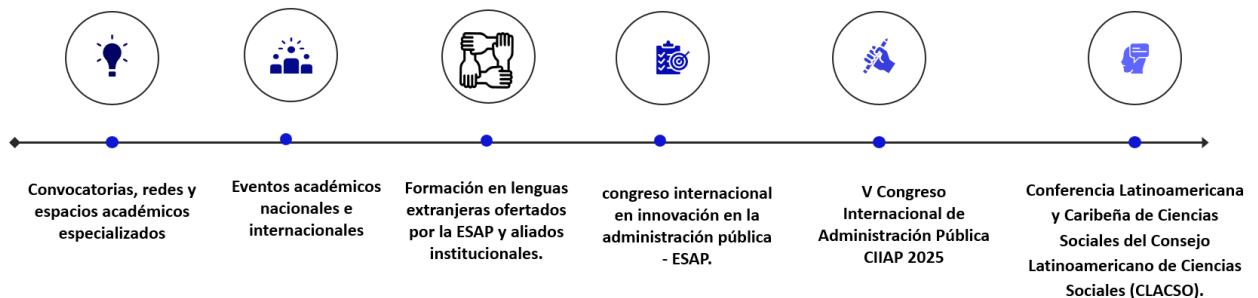 Convocatorias, redes y
espacios académicos
especializados
Eventos académicos
nacionales e
internacionales
Formación en lenguas
extranjeras ofertados
por la ESAP y aliados
institucionales.
congreso internacional
en innovación en la
administración pública
- ESAP.
V Congreso
Internacional de
Administración Pública
CIIAP 2025
Conferencia Latinoamericana
y Caribeña de Ciencias
Sociales del Consejo
Latinoamericano de Ciencias
Sociales (CLACSO).